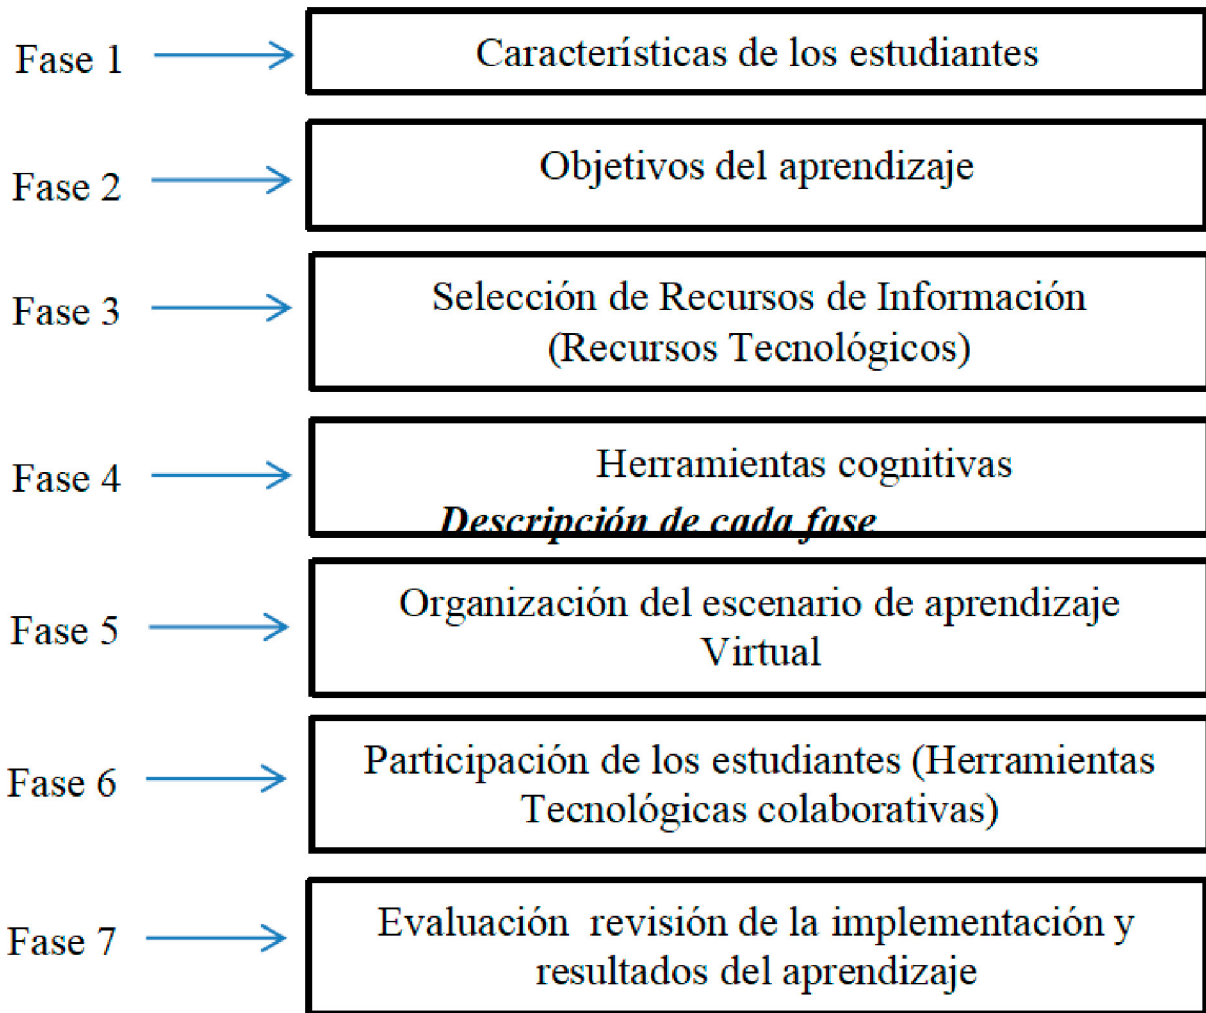 Fase 1
Características de los estudiantes
Fase 2
Objetivos del aprendizaje
Fase 3
Selección de Recursos de Información
(Recursos Tecnológicos)
Fase 4
Herramientas cognitivas
Descripción de cada fase
Fase 5
Organización del escenario de aprendizaje
Virtual
Fase 6
Participación de los estudiantes (Herramientas
Tecnológicas colaborativas)
Fase 7
Evaluación  revisión de la implementación y
resultados del aprendizaje